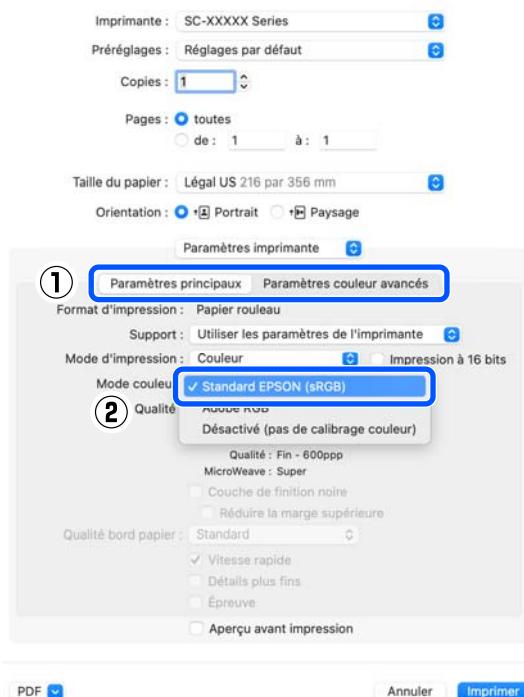 Imprimante : SC-XXXXX Series
Préréglages : Réglages par défaut
Copies : 1
Pages : toutes
de : 1 à : 1
Taille du papier : Légal US 216 par 356 mm
Orientation : Portrait Paysage
Paramètres imprimante
1 Paramètres principaux Paramètres couleur avancés
Format d'impression : Papier rouleau
Support : Utiliser les paramètres de l'imprimante
Mode d'impression : Couleur Impression à 16 bits
Mode couleu ✓ Standard EPSON (sRGB)
2 Qualité Adobe RGB
Désactivé (pas de calibrage couleur)
Qualité : Fin - 600ppp
MicroWeave : Super
Couche de finition noire
Réduire la marge supérieure
Qualité bord papier : Standard
Vitesse rapide
Détails plus fins
Épreuve
Aperçu avant impression
PDF Annuler Imprimer